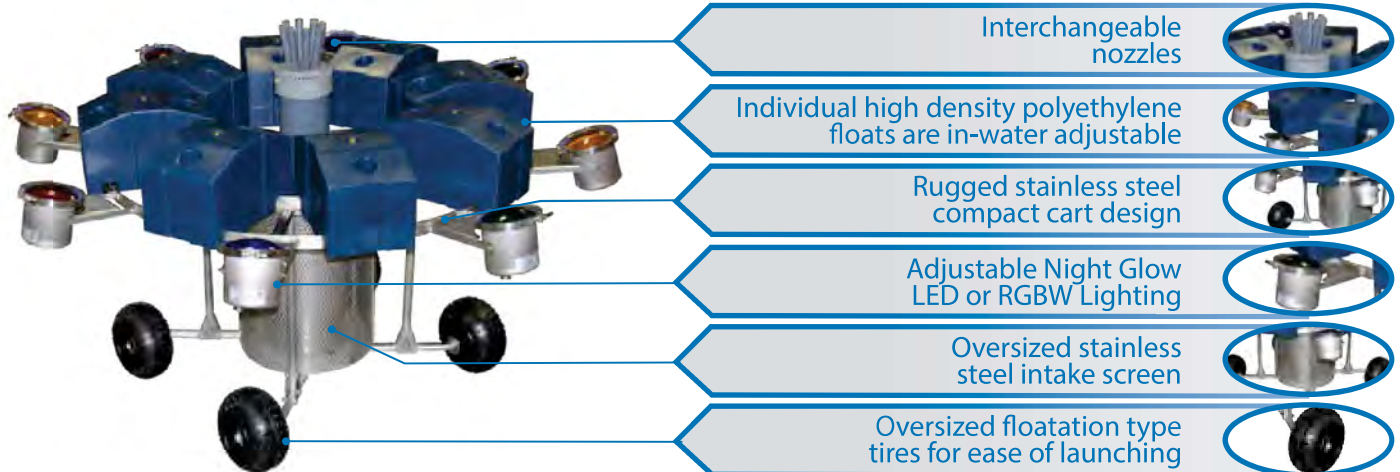 Interchangeable
nozzles
Individual high density polyethylene
floats are in-water adjustable
Rugged stainless steel
compact cart design
Adjustable Night Glow
LED or RGBW Lighting
Oversized stainless
steel intake screen
Oversized floatation type
tires for ease of launching